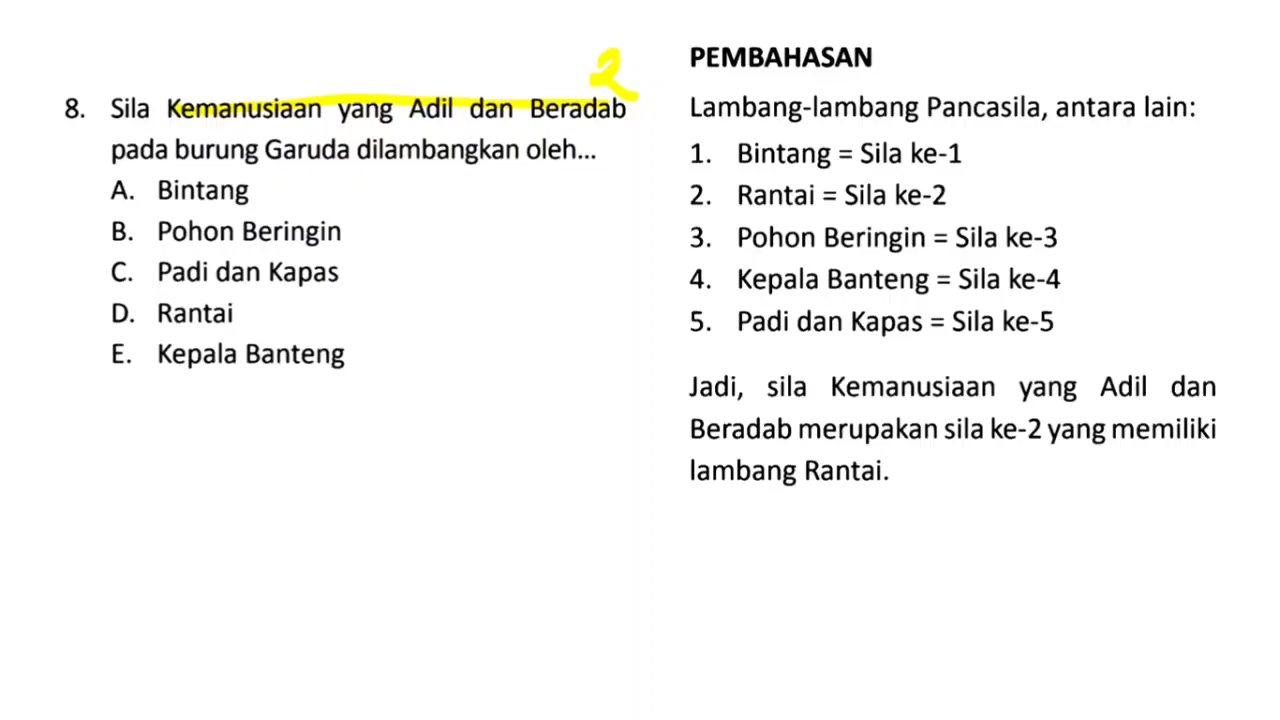 2
8. Sila Kemanusiaan yang Adil dan Beradab
pada burung Garuda dilambangkan oleh...
A. Bintang
B. Pohon Beringin
C. Padi dan Kapas
D. Rantai
E. Kepala Banteng
PEMBAHASAN
Lambang-lambang Pancasila, antara lain:
1. Bintang = Sila ke-1
2. Rantai = Sila ke-2
3. Pohon Beringin = Sila ke-3
4. Kepala Banteng = Sila ke-4
5. Padi dan Kapas = Sila ke-5
Jadi, sila Kemanusiaan yang Adil dan
Beradab merupakan sila ke-2 yang memiliki
lambang Rantai.